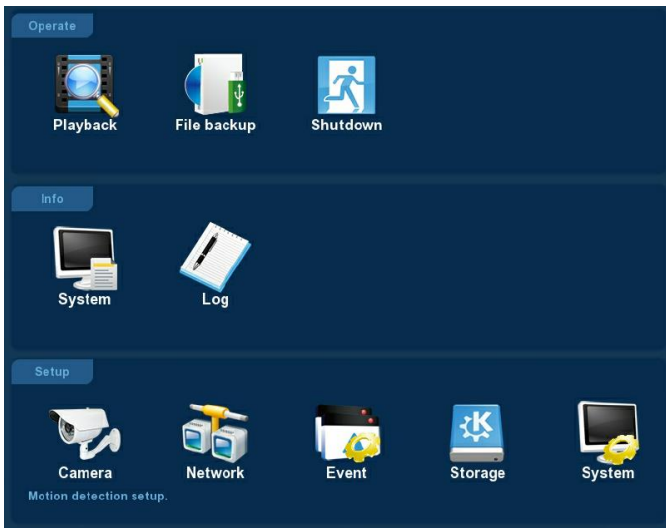 Operate
Playback File backup Shutdown
Info
System Log
Setup
Camera Network Event Storage System
Motion detection setup.